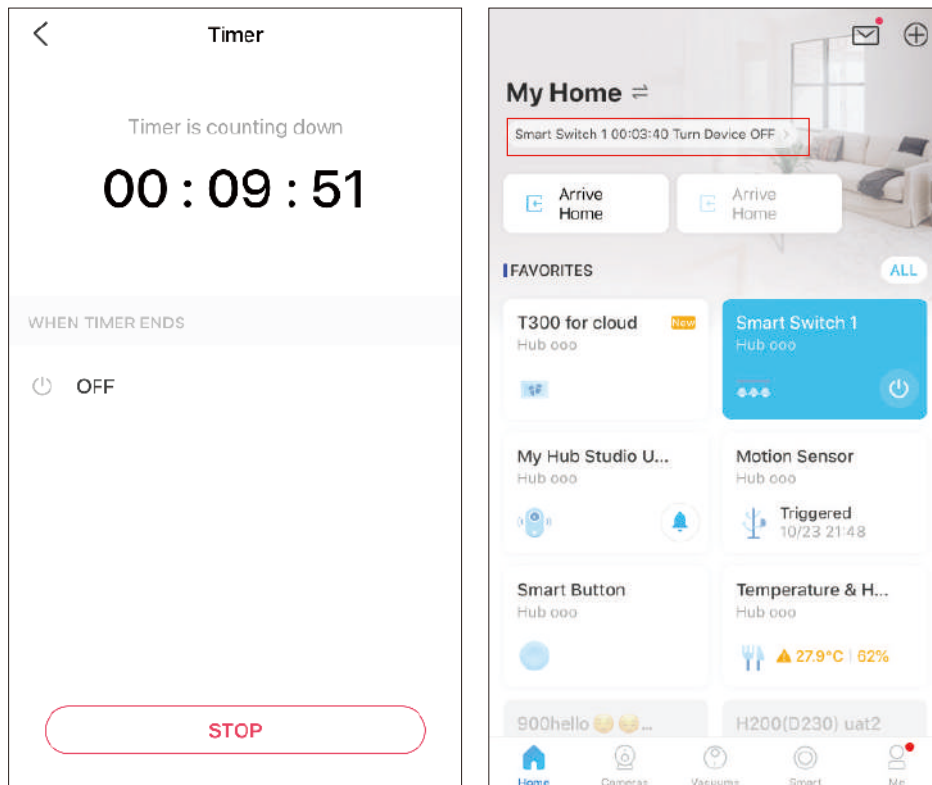 Timer
Timer is counting down
00 : 09 : 51
WHEN TIMER ENDS
OFF
STOP
My Home
Smart Switch 1 00:03:40 Turn Device OFF >
Arrive
Home
Arrive
Home
FAVORITES
ALL
T300 for cloud
New
Hub ooo
Smart Switch 1
Hub ooo
My Hub Studio U...
Hub ooo
Motion Sensor
Hub ooo
Triggered
10/23 21:48
Smart Button
Hub ooo
Temperature & H...
Hub ooo
27.9°C | 62%
900hello 😏😏...
H200(D230) uat2
Home
Cameras
Vacuums
Smart
Me